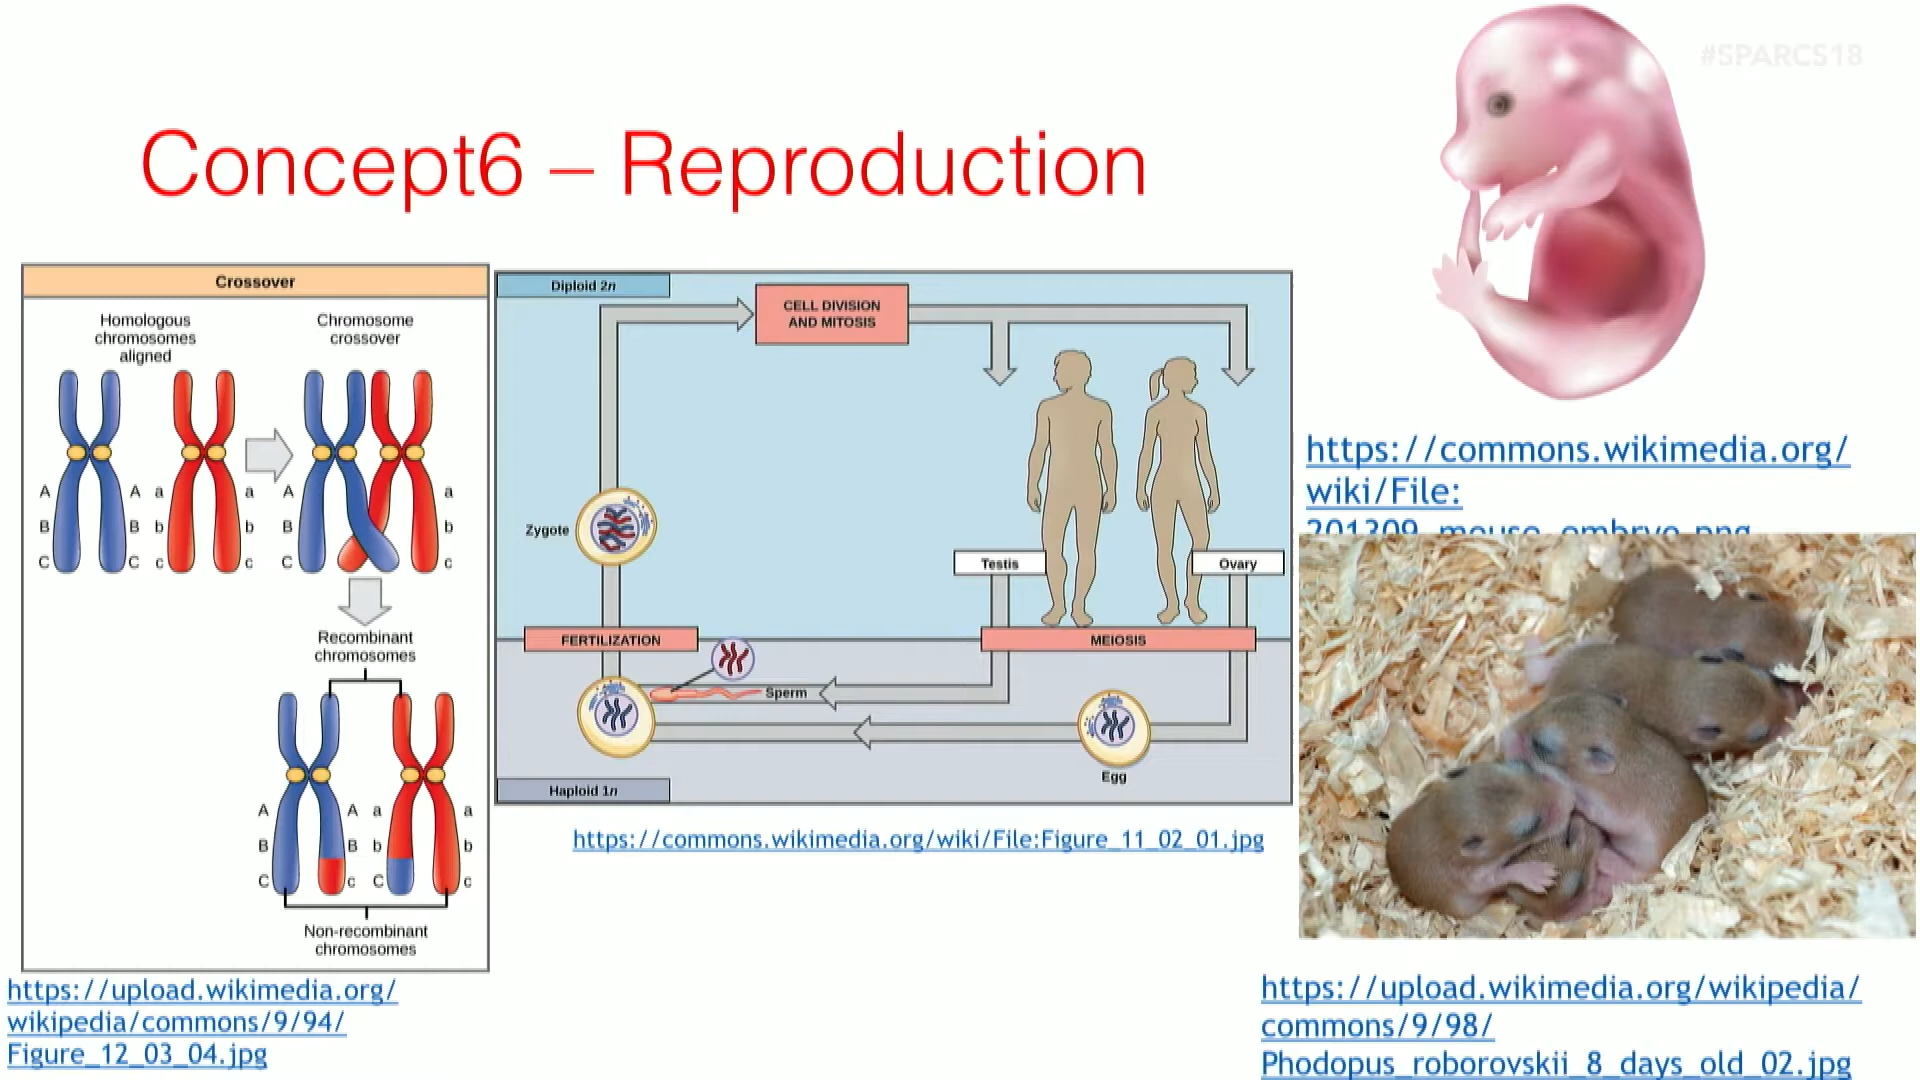 #SPARCS18
Concept6 – Reproduction
Crossover
Homologous
chromosomes
aligned
Chromosome
crossover
A A a a A a
B B b b B b
C C c c C c
Recombinant
chromosomes
A A a a
B B b b
C c C c
Non-recombinant
chromosomes
https://upload.wikimedia.org/
wikipedia/commons/9/94/
Figure_12_03_04.jpg
Diploid 2n
CELL DIVISION
AND MITOSIS
Zygote
Testis
Ovary
FERTILIZATION
MEIOSIS
Sperm
Egg
Haploid 1n
https://commons.wikimedia.org/wiki/File:Figure_11_02_01.jpg
https://commons.wikimedia.org/
wiki/File:
201309_mouse_embryo.png
https://upload.wikimedia.org/wikipedia/
commons/9/98/
Phodopus_roborovskii_8_days_old_02.jpg